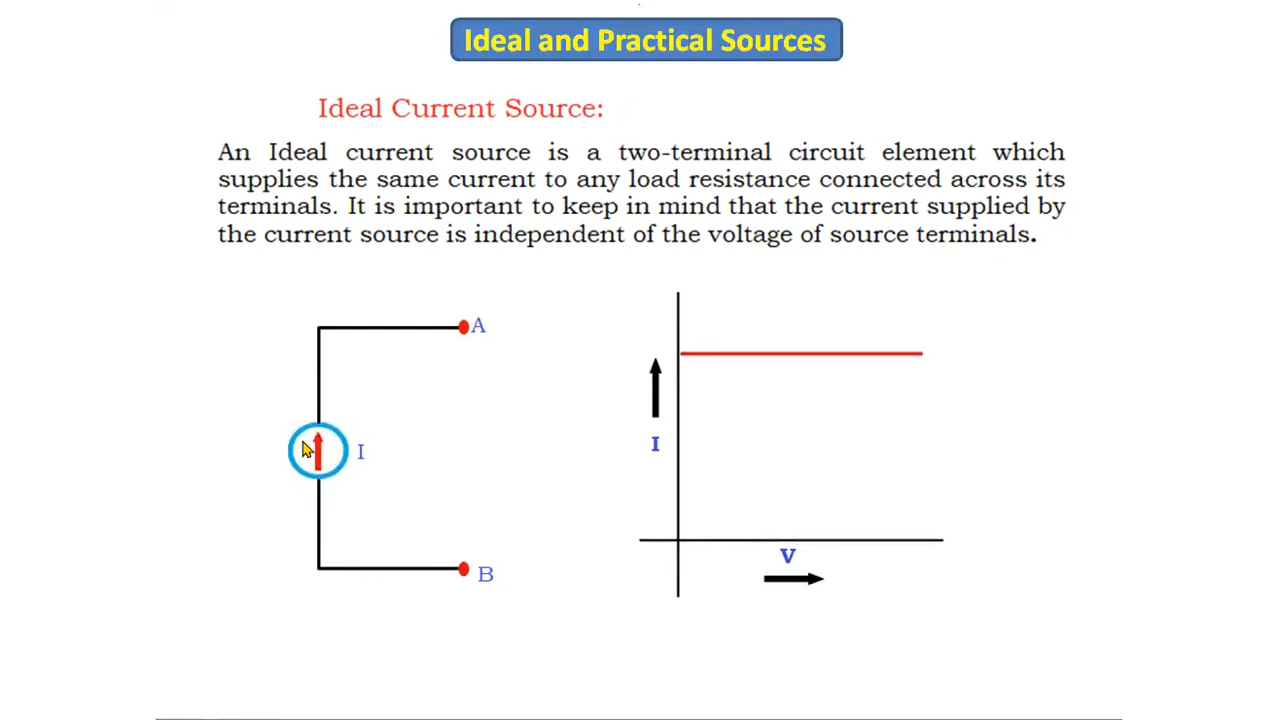 Ideal and Practical Sources
Ideal Current Source:
An Ideal current source is a two-terminal circuit element which
supplies the same current to any load resistance connected across its
terminals. It is important to keep in mind that the current supplied by
the current source is independent of the voltage of source terminals.
A
I
B
I
V